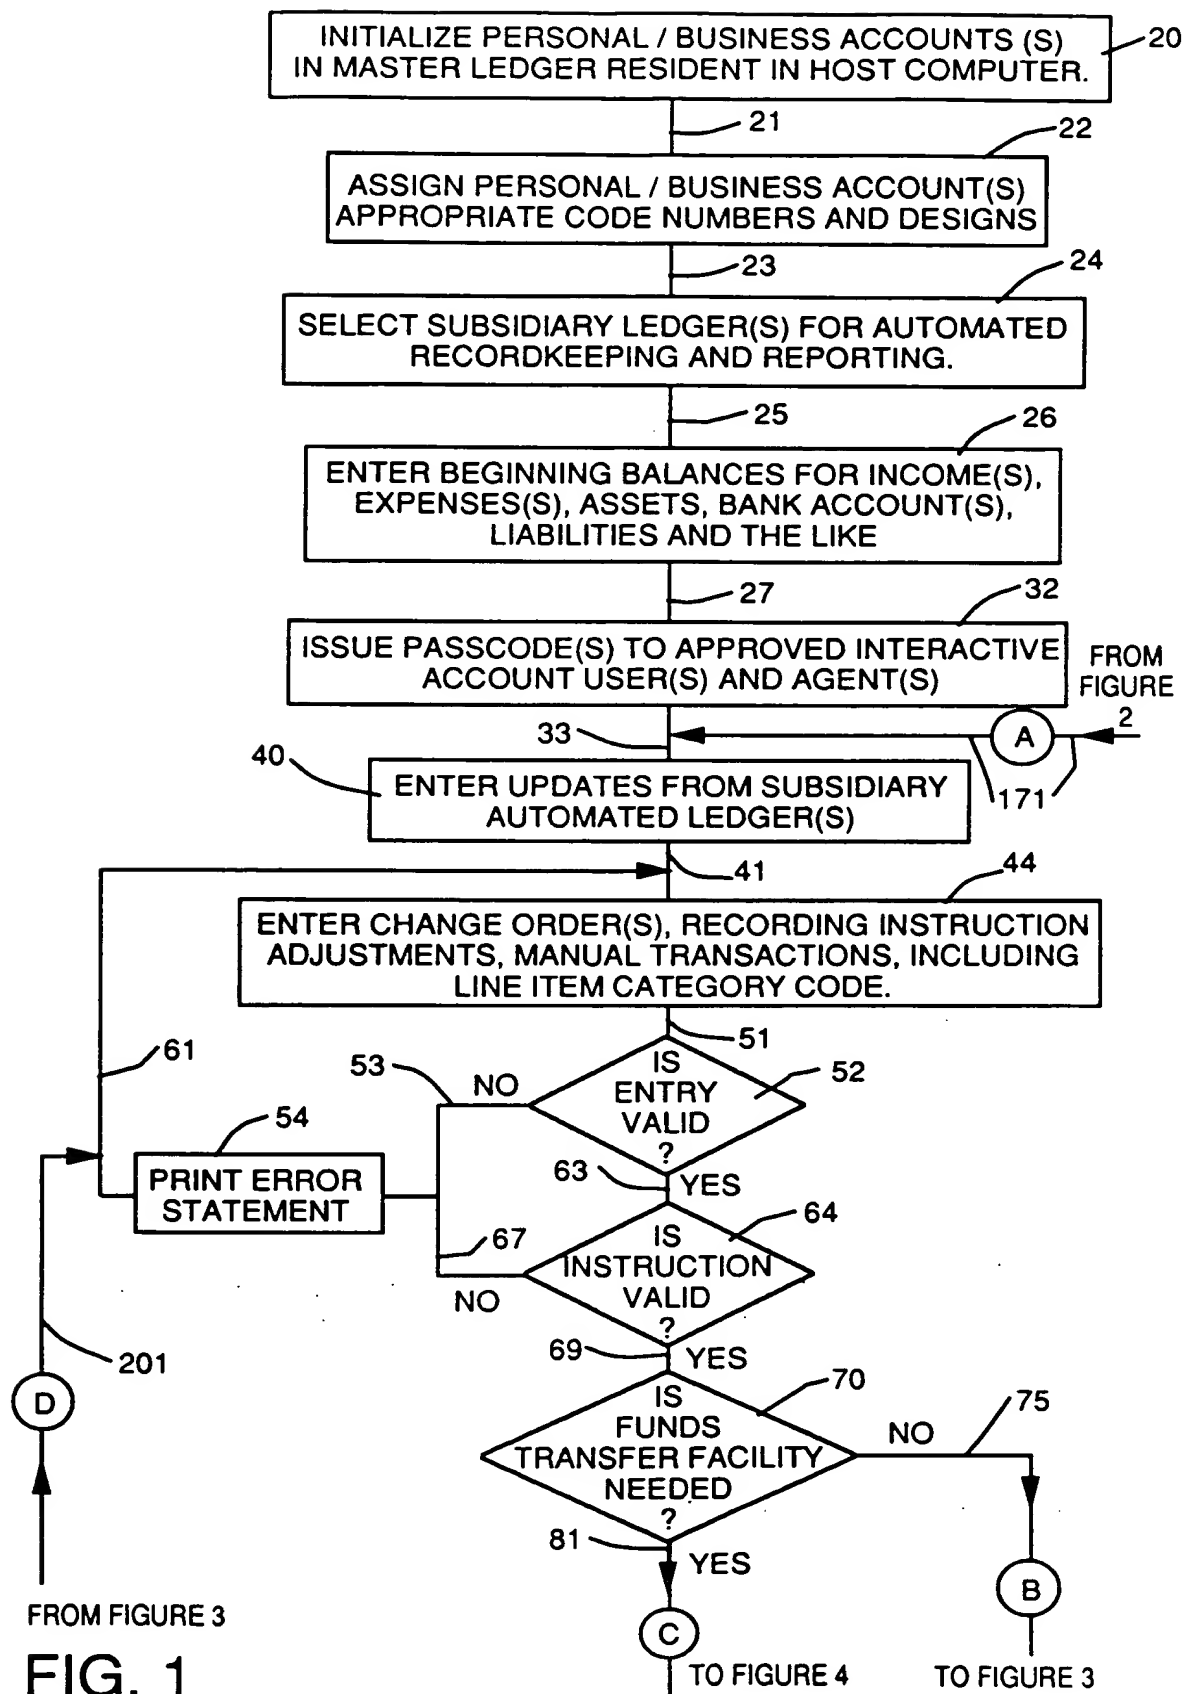 INITIALIZE PERSONAL / BUSINESS ACCOUNTS (S)
IN MASTER LEDGER RESIDENT IN HOST COMPUTER.
20
21
22
ASSIGN PERSONAL / BUSINESS ACCOUNT(S)
APPROPRIATE CODE NUMBERS AND DESIGNS
23
24
SELECT SUBSIDIARY LEDGER(S) FOR AUTOMATED
RECORDKEEPING AND REPORTING.
25
26
ENTER BEGINNING BALANCES FOR INCOME(S),
EXPENSES(S), ASSETS, BANK ACCOUNT(S),
LIABILITIES AND THE LIKE
27
32
ISSUE PASSCODE(S) TO APPROVED INTERACTIVE
ACCOUNT USER(S) AND AGENT(S)
FROM
FIGURE
2
A
33
171
40
ENTER UPDATES FROM SUBSIDIARY
AUTOMATED LEDGER(S)
41
44
ENTER CHANGE ORDER(S), RECORDING INSTRUCTION
ADJUSTMENTS, MANUAL TRANSACTIONS, INCLUDING
LINE ITEM CATEGORY CODE.
51
61
53
NO
IS
ENTRY
VALID
?
52
54
PRINT ERROR
STATEMENT
63
YES
64
67
NO
IS
INSTRUCTION
VALID
?
201
D
69
YES
70
75
IS
FUNDS
TRANSFER FACILITY
NEEDED
?
NO
81
YES
B
C
FROM FIGURE 3
TO FIGURE 4
TO FIGURE 3
FIG. 1